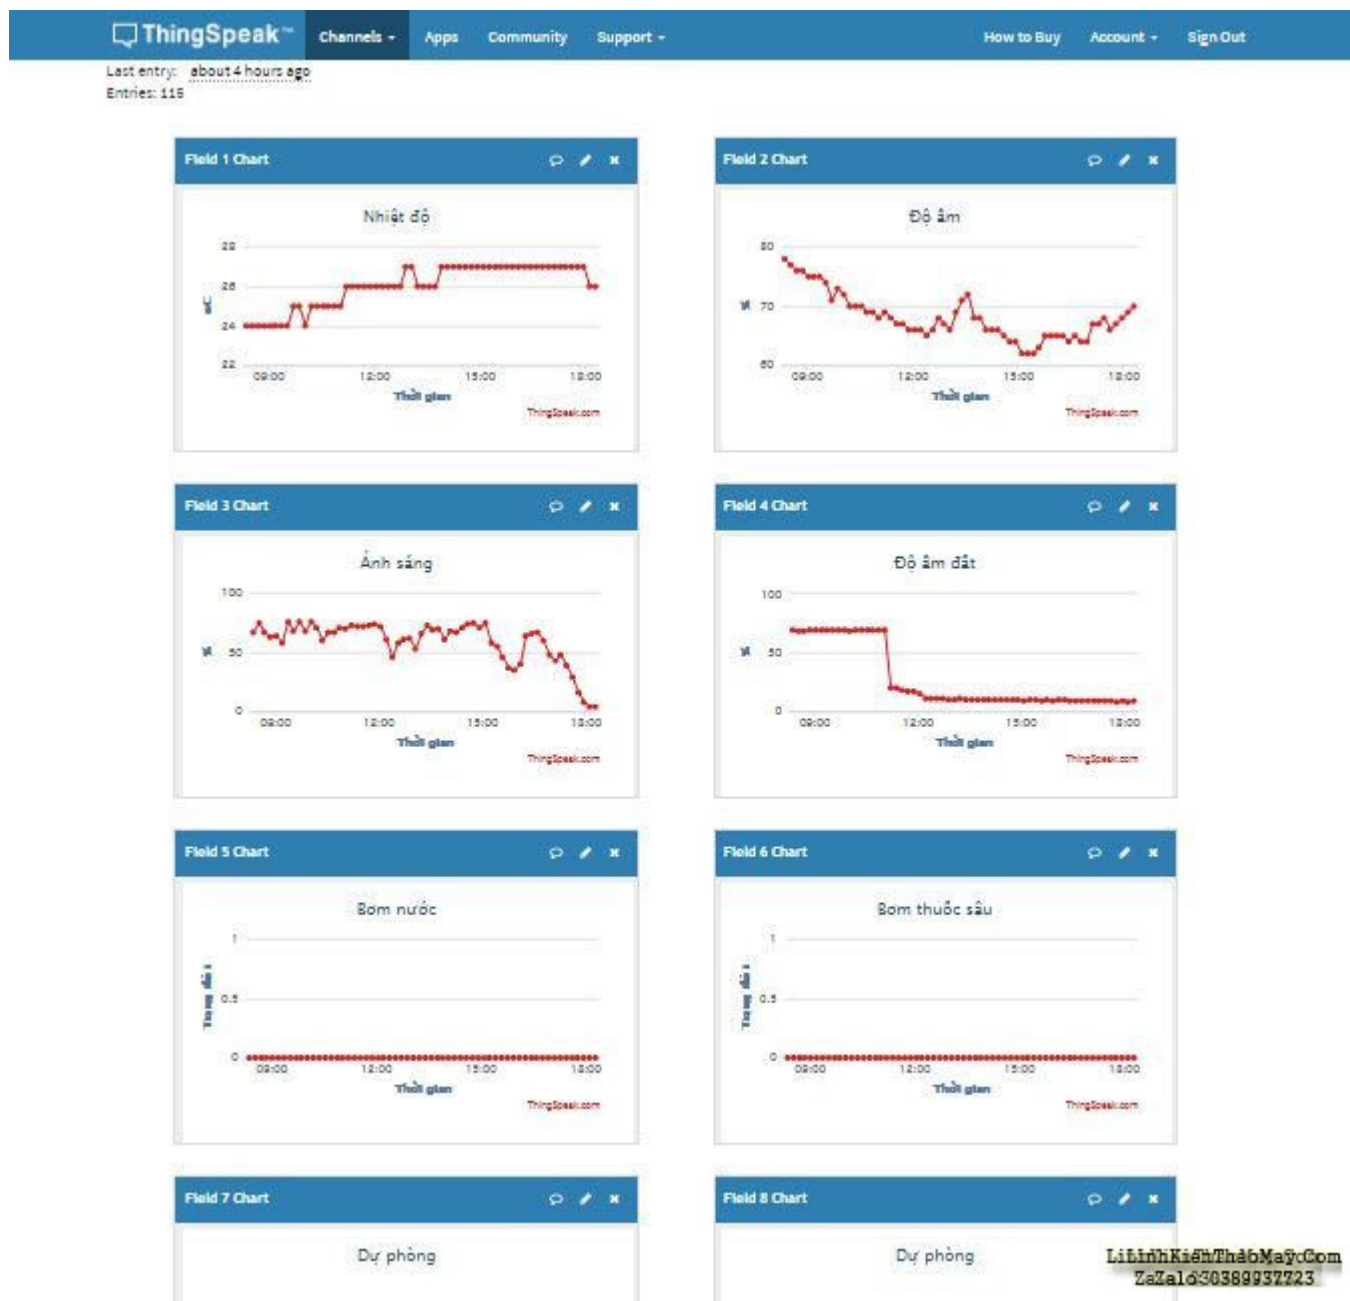 ThingSpeak™ Channels Apps Community Support How to Buy Account Sign Out
Last entry: about 4 hours ago
Entries: 115
Field 1 Chart
Nhiệt độ
28
26
24
22
°C
09:00 12:00 15:00 18:00
Thời gian
ThingSpeak.com
Field 2 Chart
Độ ẩm
80
70
60
%
09:00 12:00 15:00 18:00
Thời gian
ThingSpeak.com
Field 3 Chart
Ánh sáng
100
50
0
%
09:00 12:00 15:00 18:00
Thời gian
ThingSpeak.com
Field 4 Chart
Độ ẩm đất
100
50
0
%
09:00 12:00 15:00 18:00
Thời gian
ThingSpeak.com
Field 5 Chart
Bơm nước
1
0.5
0
09:00 12:00 15:00 18:00
Thời gian
ThingSpeak.com
Field 6 Chart
Bơm thuốc sâu
1
0.5
0
09:00 12:00 15:00 18:00
Thời gian
ThingSpeak.com
Field 7 Chart
Dự phòng
Field 8 Chart
Dự phòng